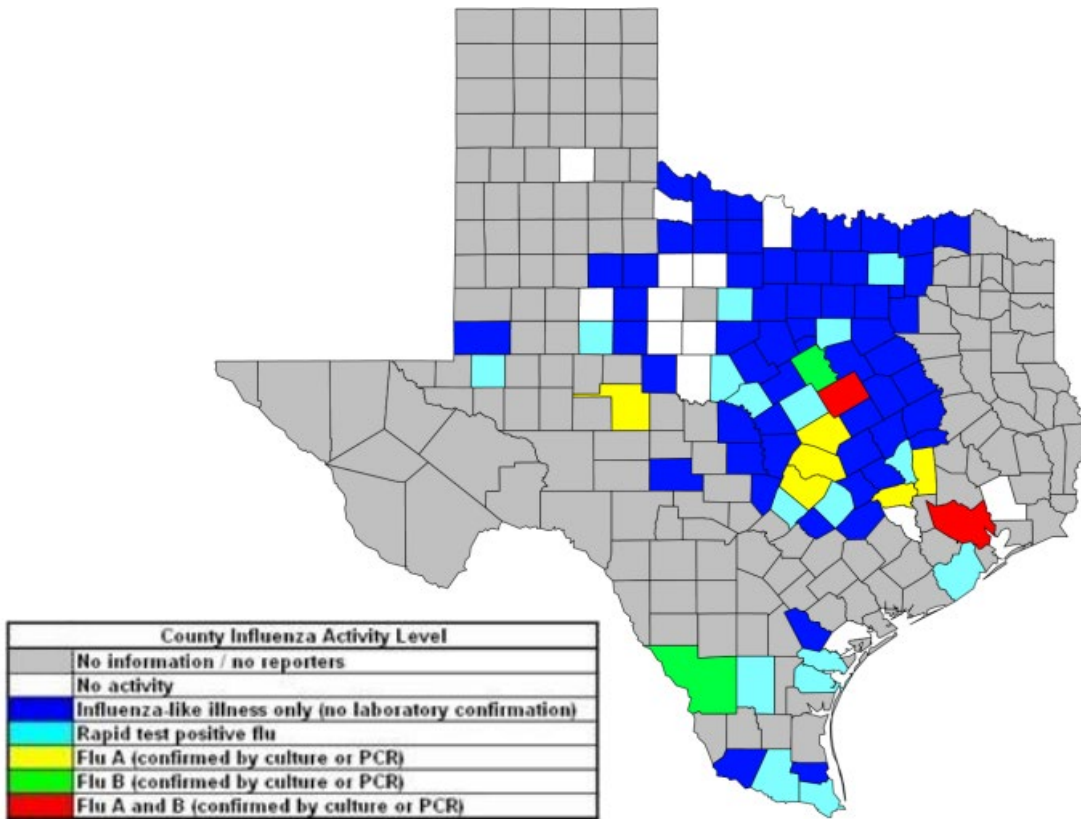 County Influenza Activity Level
No information / no reporters
No activity
Influenza-like illness only (no laboratory confirmation)
Rapid test positive flu
Flu A (confirmed by culture or PCR)
Flu B (confirmed by culture or PCR)
Flu A and B (confirmed by culture or PCR)